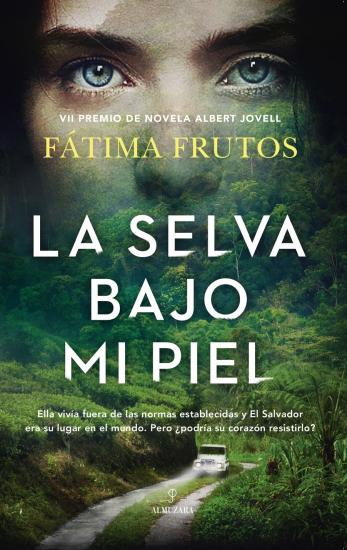 VII PREMIO DE NOVELA ALBERT JOVELL
FÁTIMA FRUTOS
LA SELVA
BAJO
MI PIEL
Ella vivía fuera de las normas establecidas y El Salvador
era su lugar en el mundo. Pero ¿podría su corazón resistirlo?
ALMUZARA